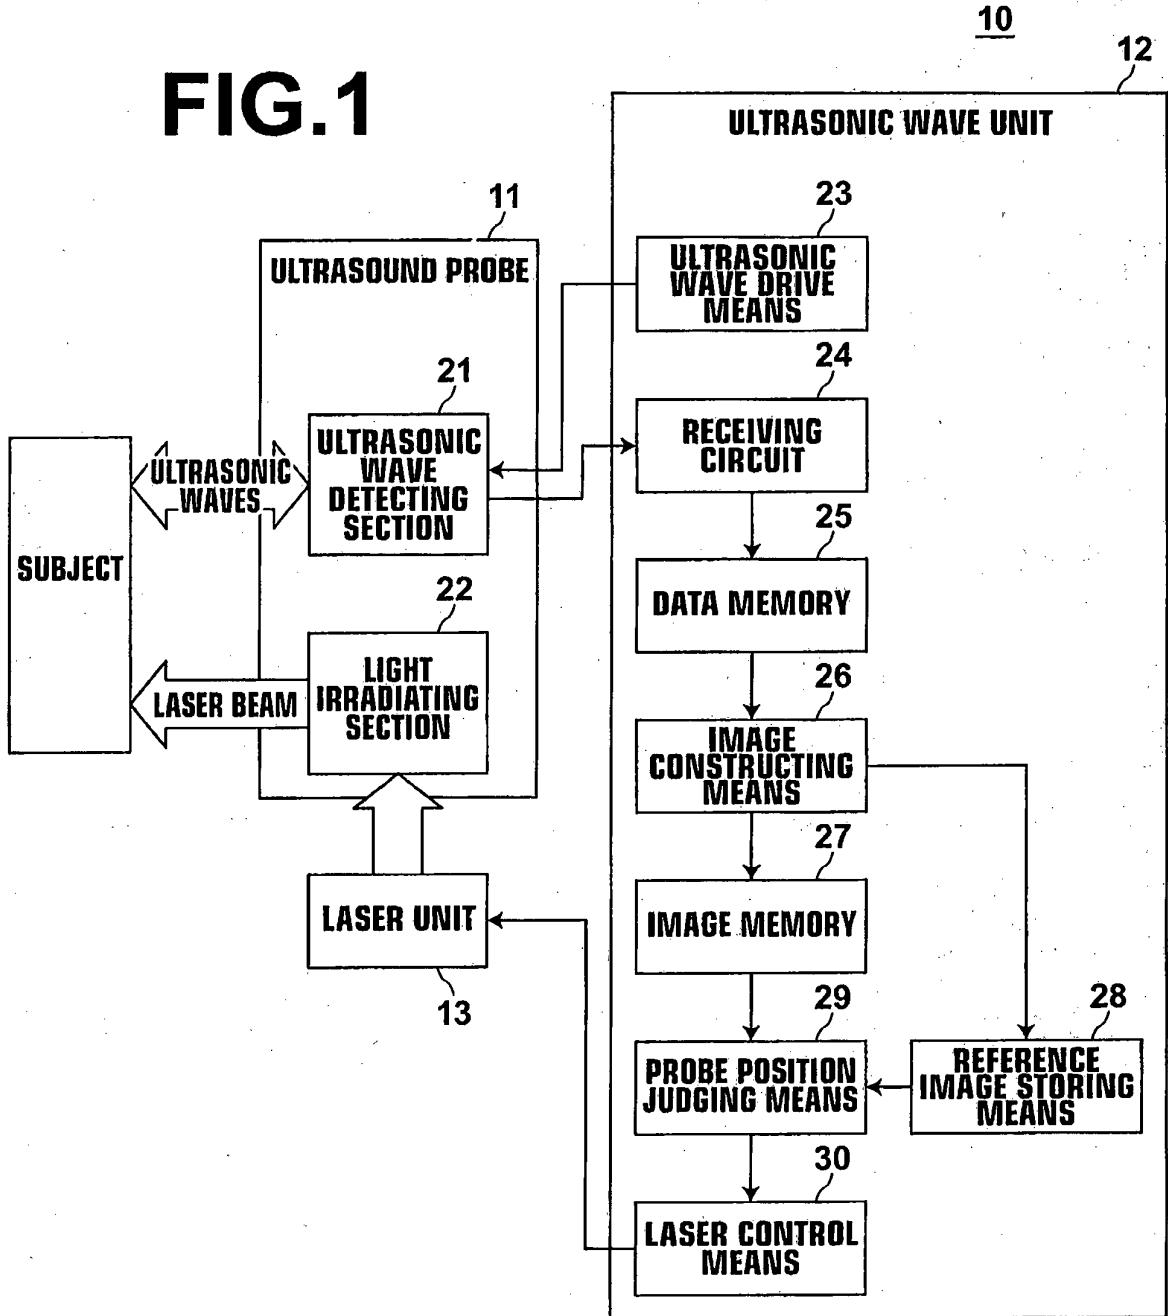 10
12
FIG.1
ULTRASONIC WAVE UNIT
11
ULTRASOUND PROBE
23
ULTRASONIC
WAVE DRIVE
MEANS
21
ULTRASONIC
WAVE
DETECTING
SECTION
24
RECEIVING
CIRCUIT
ULTRASONIC
WAVES
SUBJECT
25
DATA MEMORY
22
LIGHT
IRRADIATING
SECTION
LASER BEAM
26
IMAGE
CONSTRUCTING
MEANS
27
IMAGE MEMORY
LASER UNIT
13
29
PROBE POSITION
JUDGING MEANS
28
REFERENCE
IMAGE STORING
MEANS
30
LASER CONTROL
MEANS